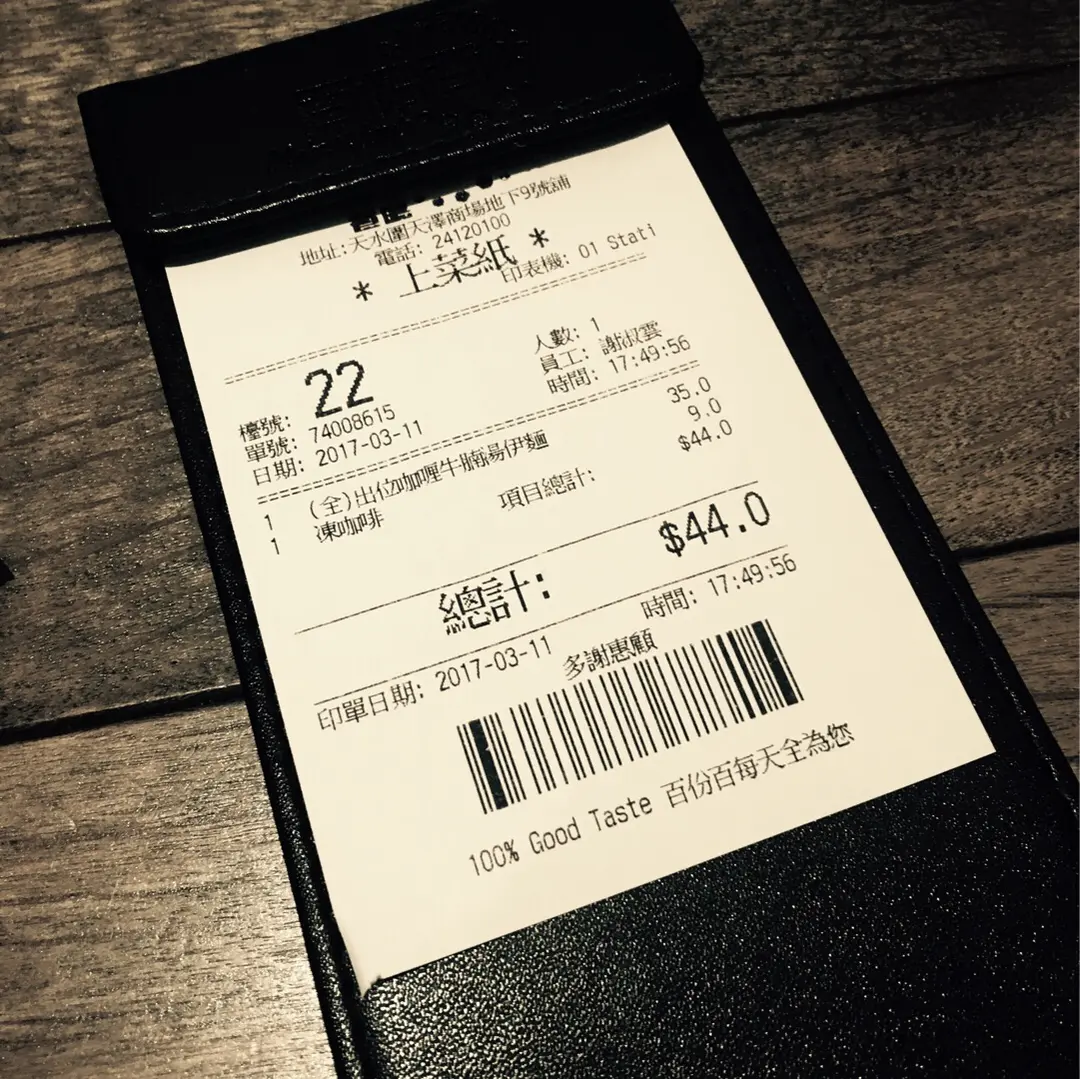 地址:天水圍天澤商場地下9號舖
電話: 24120100
* 上菜紙 *
印表機: 01 Stati
檯號: 22
人數: 1
單號: 74008615
員工: 謝淑雲
日期: 2017-03-11
時間: 17:49:56
1 (全)出位咖喱牛腩湯伊麵 35.0
1 凍咖啡 9.0
項目總計: $44.0
總計: $44.0
印單日期: 2017-03-11 時間: 17:49:56
多謝惠顧
100% Good Taste 百份百每天全為您